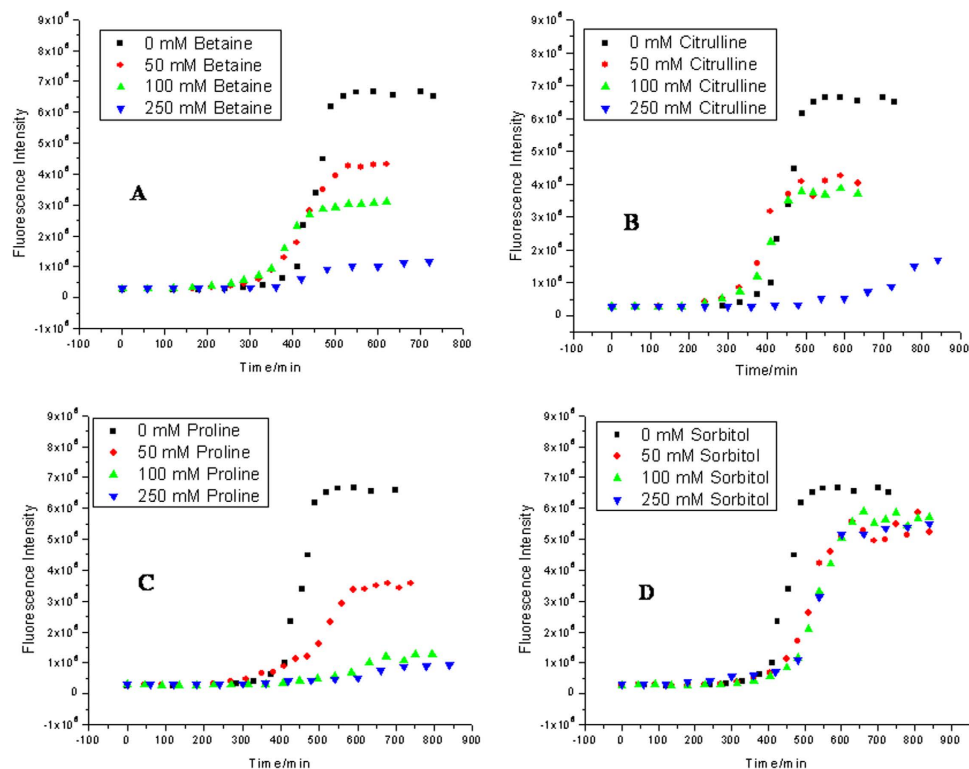 9x10⁶
8x10⁶
7x10⁶
6x10⁶
5x10⁶
4x10⁶
3x10⁶
2x10⁶
1x10⁶
0
-1x10⁶
Fluorescence Intensity
0 mM Betaine
50 mM Betaine
100 mM Betaine
250 mM Betaine
A
-100 0 100 200 300 400 500 600 700 800
Time/min
9x10⁶
8x10⁶
7x10⁶
6x10⁶
5x10⁶
4x10⁶
3x10⁶
2x10⁶
1x10⁶
0
Fluorescence Intensity
0 mM Citrulline
50 mM Citrulline
100 mM Citrulline
250 mM Citrulline
B
-100 0 100 200 300 400 500 600 700 800 900
Time/min
9x10⁶
8x10⁶
7x10⁶
6x10⁶
5x10⁶
4x10⁶
3x10⁶
2x10⁶
1x10⁶
0
-1x10⁶
Fluorescence Intensity
0 mM Proline
50 mM Proline
100 mM Proline
250 mM Proline
C
-100 0 100 200 300 400 500 600 700 800 900
Time/min
9x10⁶
8x10⁶
7x10⁶
6x10⁶
5x10⁶
4x10⁶
3x10⁶
2x10⁶
1x10⁶
0
-1x10⁶
Fluorescence Intensity
0 mM Sorbitol
50 mM Sorbitol
100 mM Sorbitol
250 mM Sorbitol
D
-100 0 100 200 300 400 500 600 700 800 900
Time/min